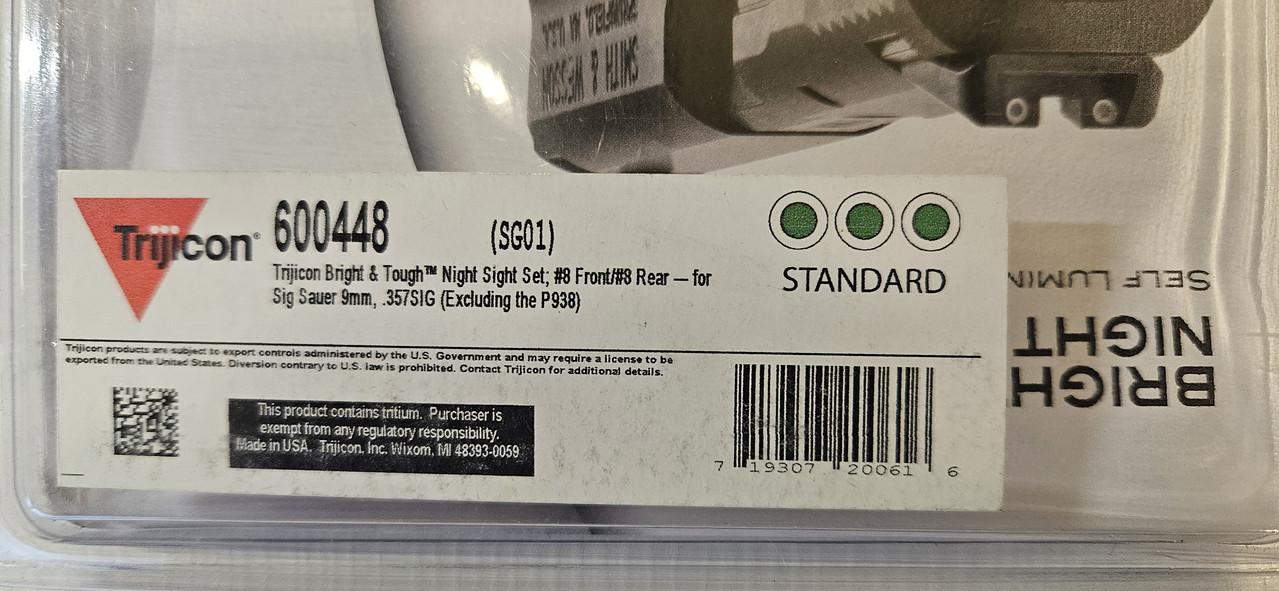 SMITH & WESSON
SPRINGFIELD, MA U.S.A.
Trijicon®
600448 (SG01)
Trijicon Bright & Tough™ Night Sight Set; #8 Front/#8 Rear — for
Sig Sauer 9mm, .357SIG (Excluding the P938)
STANDARD
Trijicon products are subject to export controls administered by the U.S. Government and may require a license to be
exported from the United States. Diversion contrary to U.S. law is prohibited. Contact Trijicon for additional details.
This product contains tritium. Purchaser is
exempt from any regulatory responsibility.
Made in USA. Trijicon. Inc. Wixom, MI 48393-0059
7 19307 20061 6
BRIGH
NIGHT
SELF LUMIN